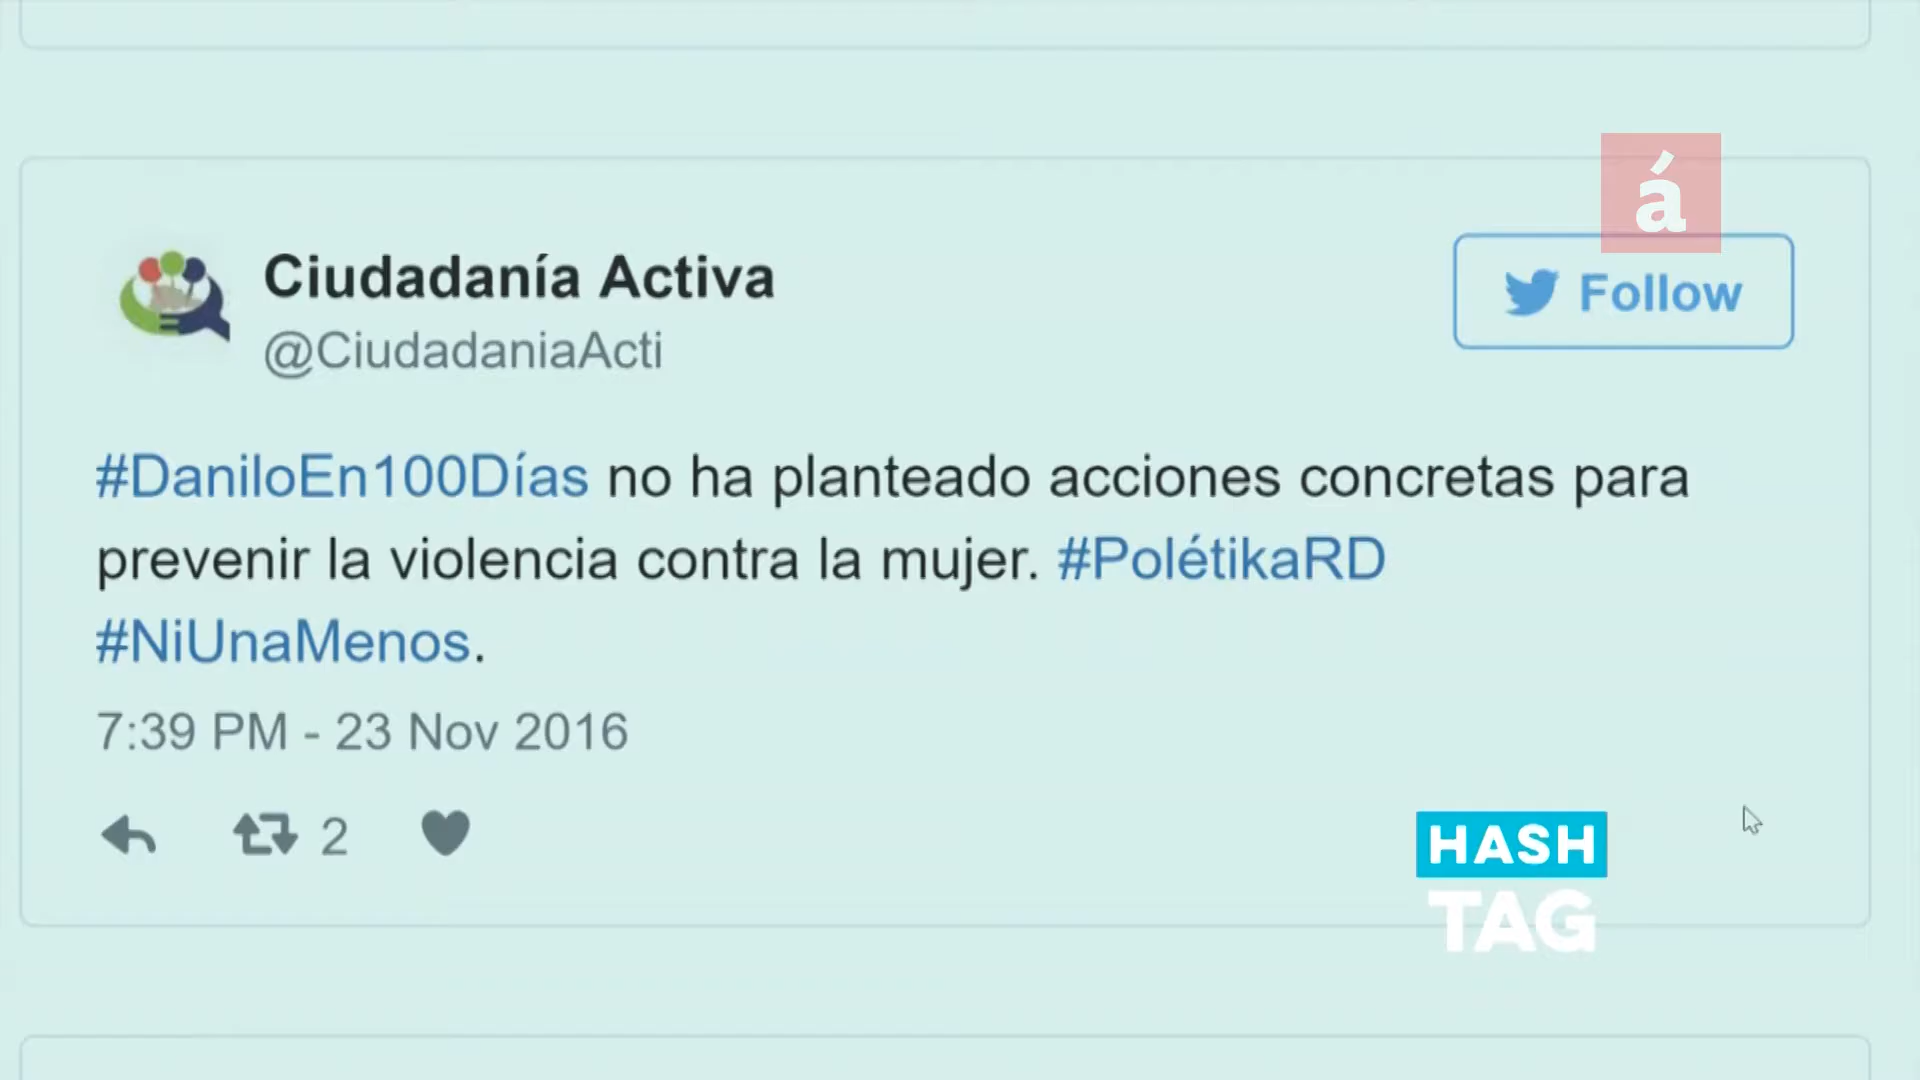 á
Ciudadanía Activa
@CiudadaniaActi
Follow
#DaniloEn100Días no ha planteado acciones concretas para
prevenir la violencia contra la mujer. #PolétikaRD
#NiUnaMenos.
7:39 PM - 23 Nov 2016
2
HASH
TAG